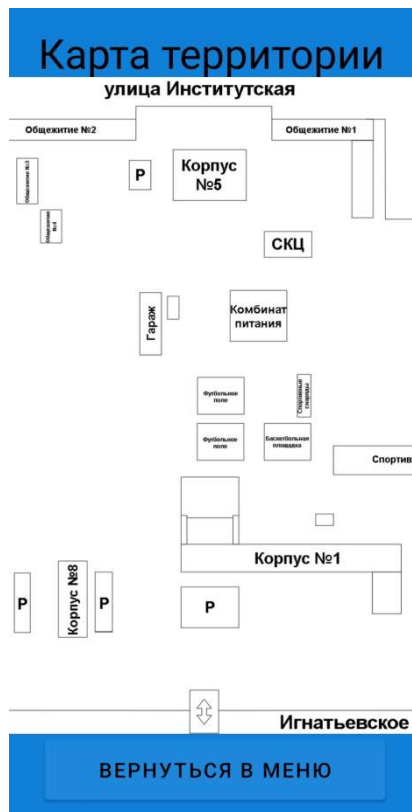 Карта территории
улица Институтская
Общежитие №2
Общежитие №1
Общежитие №3
Р
Корпус
№5
Общежитие
№4
СКЦ
Гараж
Комбинат
питания
Футбольное
поле
Спортивные
снаряды
Футбольное
поле
Баскетбольная
площадка
Спортив
Корпус №1
Р
Корпус №8
Р
Р
Игнатьевское
ВЕРНУТЬСЯ В МЕНЮ